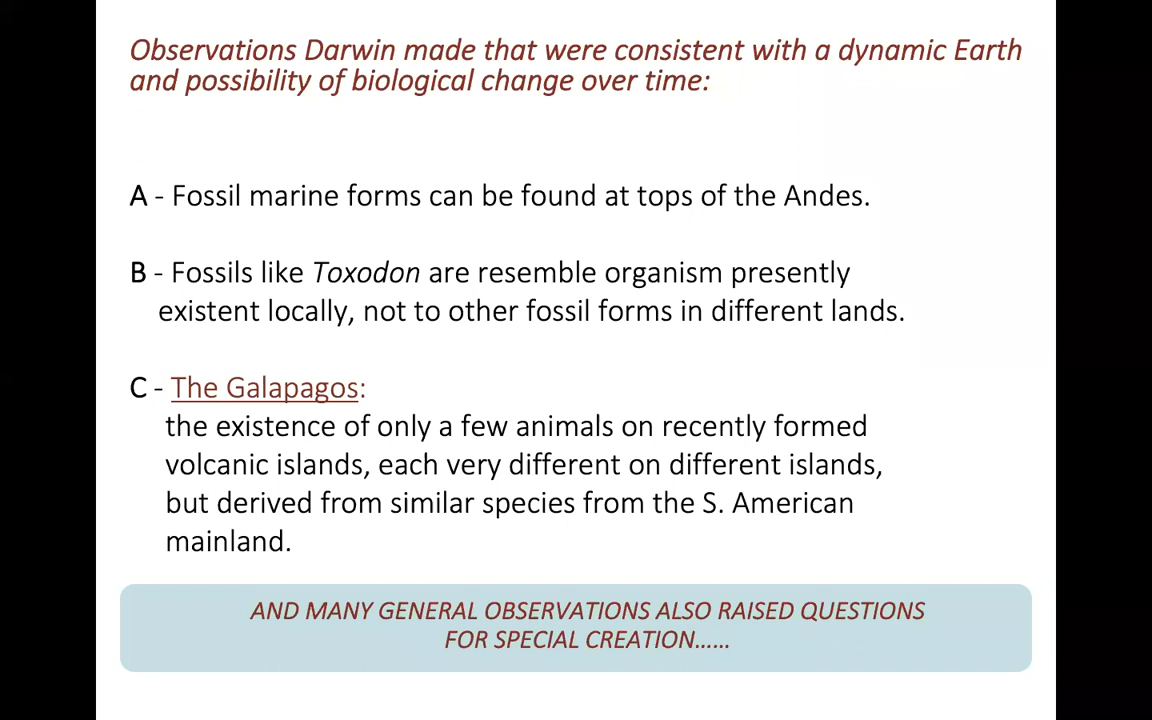 Observations Darwin made that were consistent with a dynamic Earth
and possibility of biological change over time:
A - Fossil marine forms can be found at tops of the Andes.
B - Fossils like Toxodon are resemble organism presently
existent locally, not to other fossil forms in different lands.
C - The Galapagos:
the existence of only a few animals on recently formed
volcanic islands, each very different on different islands,
but derived from similar species from the S. American
mainland.
AND MANY GENERAL OBSERVATIONS ALSO RAISED QUESTIONS
FOR SPECIAL CREATION......